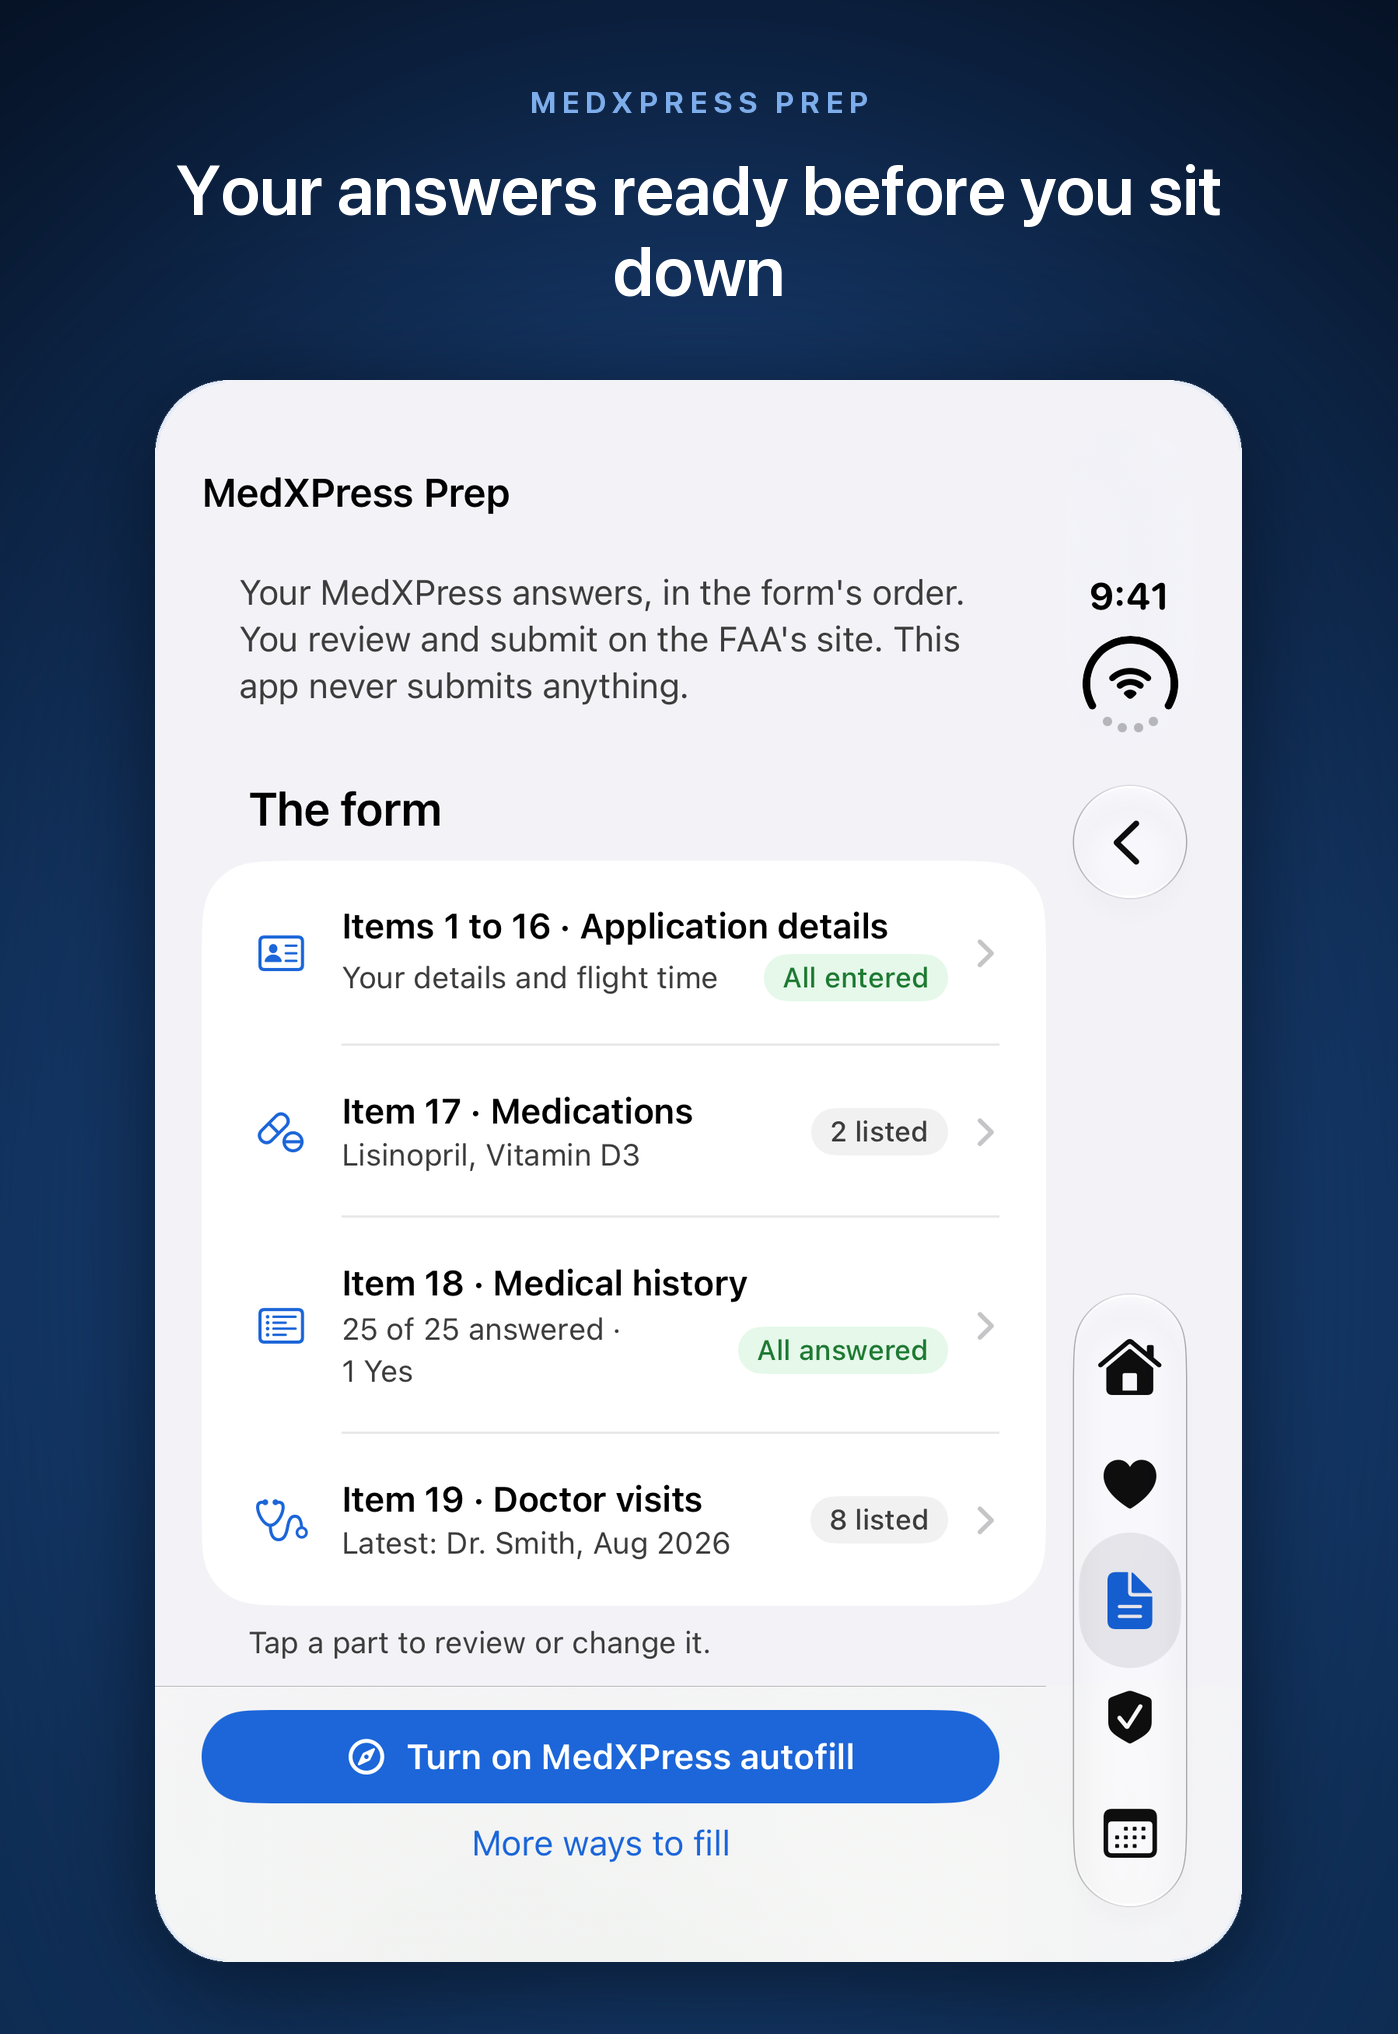 MEDXPRESS PREP
Your answers ready before you sit
down
MedXPress Prep
Your MedXPress answers, in the form's order.
You review and submit on the FAA's site. This
app never submits anything.
9:41
The form
Items 1 to 16 · Application details
Your details and flight time
All entered
Item 17 · Medications
Lisinopril, Vitamin D3
2 listed
Item 18 · Medical history
25 of 25 answered ·
1 Yes
All answered
Item 19 · Doctor visits
Latest: Dr. Smith, Aug 2026
8 listed
Tap a part to review or change it.
Turn on MedXPress autofill
More ways to fill